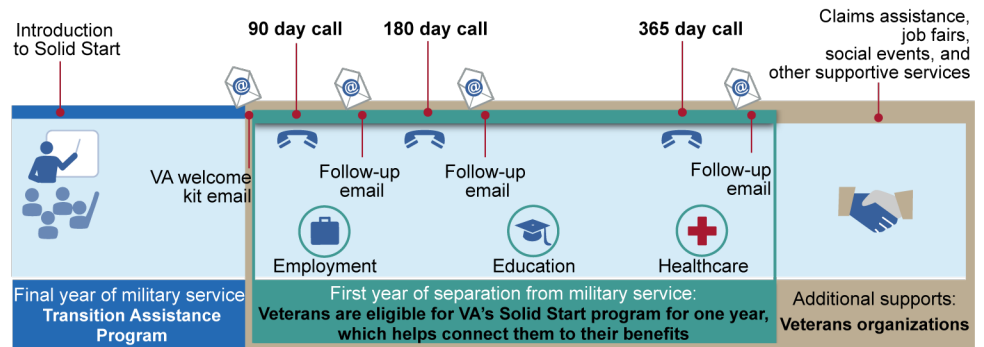 Introduction
to Solid Start
90 day call
180 day call
365 day call
Claims assistance,
job fairs,
social events, and
other supportive services
@
@
@
@
VA welcome
kit email
Follow-up
email
Follow-up
email
Follow-up
email
Employment
Education
Healthcare
Final year of military service
Transition Assistance
Program
First year of separation from military service:
Veterans are eligible for VA's Solid Start program for one year,
which helps connect them to their benefits
Additional supports:
Veterans organizations